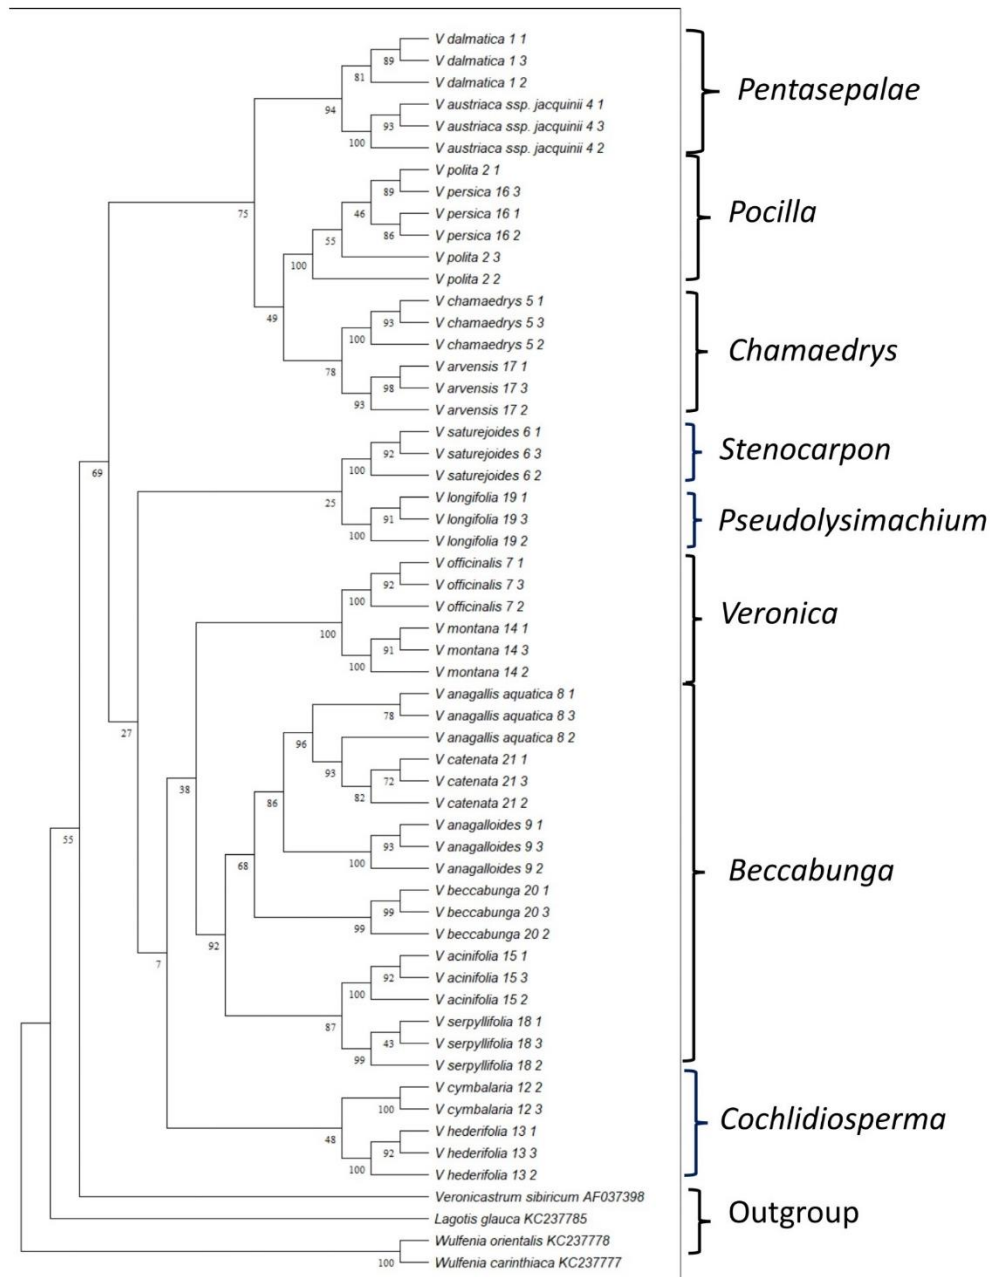 V dalmatica 1 1
89
V dalmatica 1 3
81
V dalmatica 1 2
94
V austriaca ssp. jacquinii 4 1
93
V austriaca ssp. jacquinii 4 3
100
V austriaca ssp. jacquinii 4 2
Pentasepalae
75
V polita 2 1
89
V persica 16 3
46
V persica 16 1
86
V persica 16 2
55
V polita 2 3
100
V polita 2 2
Pocilla
49
V chamaedrys 5 1
93
V chamaedrys 5 3
100
V chamaedrys 5 2
78
V arvensis 17 1
98
V arvensis 17 3
93
V arvensis 17 2
Chamaedrys
69
V saturejoides 6 1
92
V saturejoides 6 3
100
V saturejoides 6 2
Stenocarpon
25
V longifolia 19 1
91
V longifolia 19 3
100
V longifolia 19 2
Pseudolysimachium
V officinalis 7 1
92
V officinalis 7 3
100
V officinalis 7 2
100
V montana 14 1
91
V montana 14 3
100
V montana 14 2
Veronica
27
38
V anagallis aquatica 8 1
78
V anagallis aquatica 8 3
96
V anagallis aquatica 8 2
93
V catenata 21 1
72
V catenata 21 3
82
V catenata 21 2
86
V anagalloides 9 1
93
V anagalloides 9 3
100
V anagalloides 9 2
68
V beccabunga 20 1
99
V beccabunga 20 3
99
V beccabunga 20 2
92
V acinifolia 15 1
92
V acinifolia 15 3
100
V acinifolia 15 2
87
V serpyllifolia 18 1
43
V serpyllifolia 18 3
99
V serpyllifolia 18 2
Beccabunga
55
7
V cymbalaria 12 2
100
V cymbalaria 12 3
48
V hederifolia 13 1
92
V hederifolia 13 3
100
V hederifolia 13 2
Cochlidiosperma
Veronicastrum sibiricum AF037398
Lagotis glauca KC237785
Wulfenia orientalis KC237778
100
Wulfenia carinthiaca KC237777
Outgroup